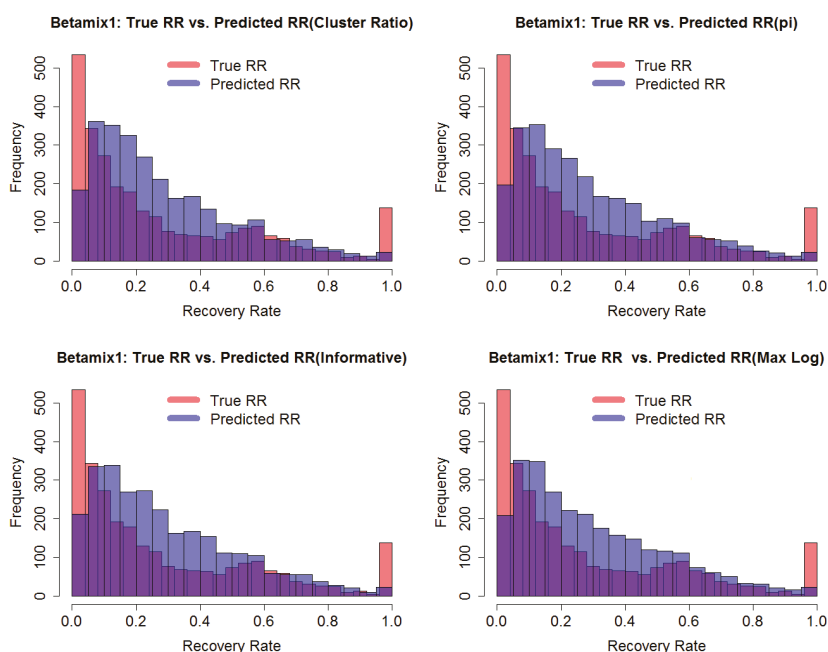 Betamix1: True RR vs. Predicted RR(Cluster Ratio)
True RR
Predicted RR
Frequency
500
400
300
200
100
0
0.0 0.2 0.4 0.6 0.8 1.0
Recovery Rate
Betamix1: True RR vs. Predicted RR(pi)
True RR
Predicted RR
Frequency
500
400
300
200
100
0
0.0 0.2 0.4 0.6 0.8 1.0
Recovery Rate
Betamix1: True RR vs. Predicted RR(Informative)
True RR
Predicted RR
Frequency
500
400
300
200
100
0
0.0 0.2 0.4 0.6 0.8 1.0
Recovery Rate
Betamix1: True RR vs. Predicted RR(Max Log)
True RR
Predicted RR
Frequency
500
400
300
200
100
0
0.0 0.2 0.4 0.6 0.8 1.0
Recovery Rate